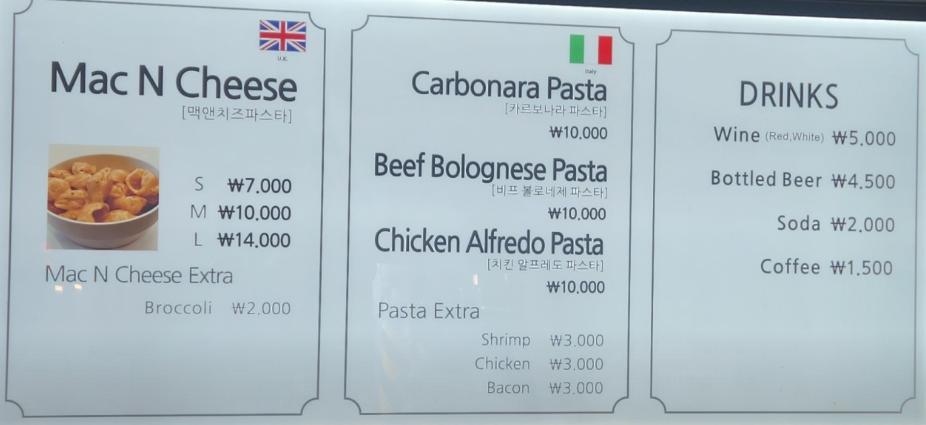 U.K.
Mac N Cheese
[맥앤치즈파스타]
S ₩7.000
M ₩10,000
L ₩14,000
Mac N Cheese Extra
Broccoli ₩2,000
Italy
Carbonara Pasta
[카르보나라 파스타]
₩10,000
Beef Bolognese Pasta
[비프 볼로네제 파스타]
₩10,000
Chicken Alfredo Pasta
[치킨 알프레도 파스타]
₩10,000
Pasta Extra
Shrimp ₩3,000
Chicken ₩3,000
Bacon ₩3,000
DRINKS
Wine (Red,White) ₩5,000
Bottled Beer ₩4,500
Soda ₩2,000
Coffee ₩1,500